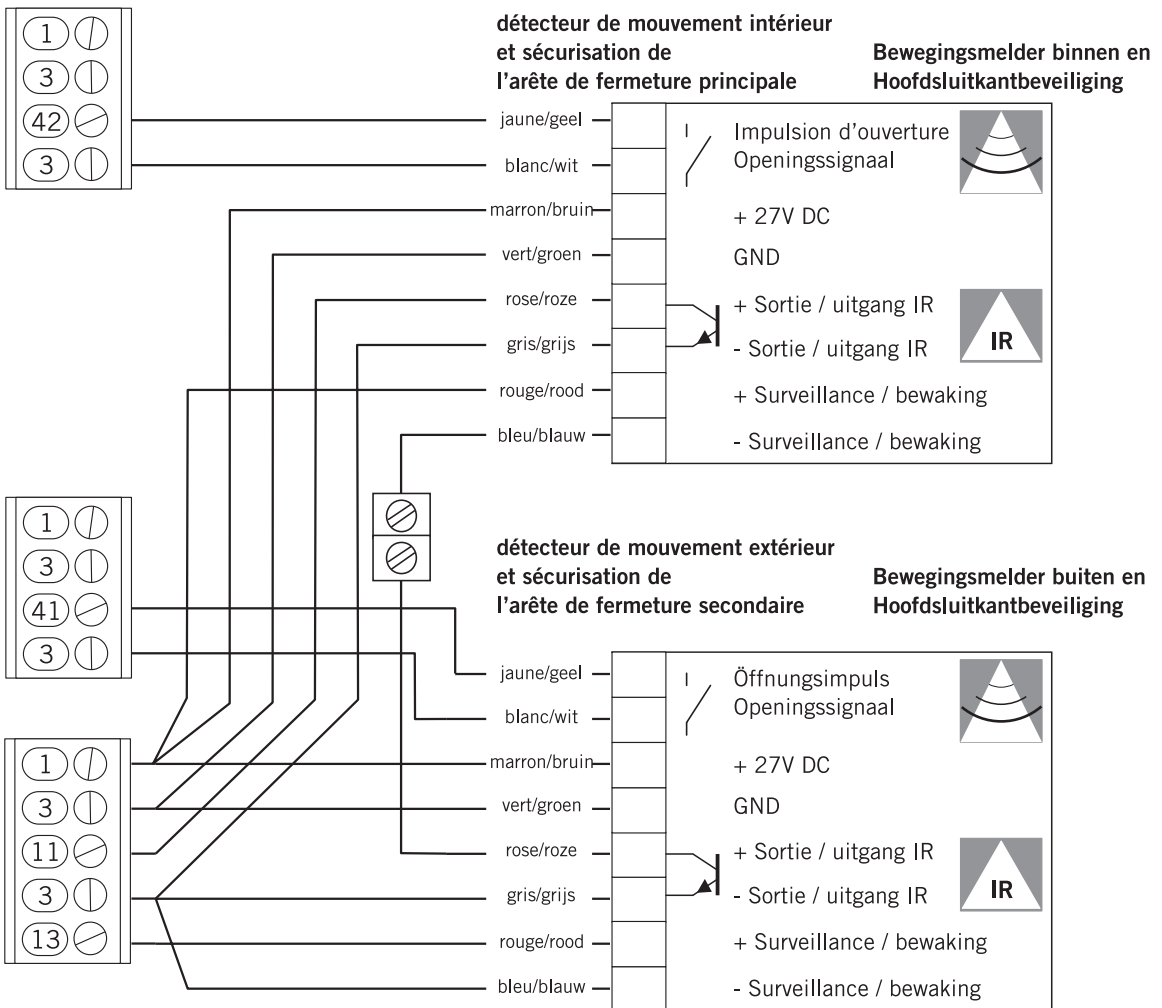 1
3
42
3
détecteur de mouvement intérieur
et sécurisation de
l'arête de fermeture principale
Bewegingsmelder binnen en
Hoofdsluitkantbeveiliging
jaune/geel
blanc/wit
marron/bruin
vert/groen
rose/roze
gris/grijs
rouge/rood
bleu/blauw
Impulsion d'ouverture
Openingssignaal
+ 27V DC
GND
+ Sortie / uitgang IR
- Sortie / uitgang IR
IR
+ Surveillance / bewaking
- Surveillance / bewaking
1
3
41
3
détecteur de mouvement extérieur
et sécurisation de
l'arête de fermeture secondaire
Bewegingsmelder buiten en
Hoofdsluitkantbeveiliging
1
3
11
3
13
jaune/geel
blanc/wit
marron/bruin
vert/groen
rose/roze
gris/grijs
rouge/rood
bleu/blauw
Öffnungsimpuls
Openingssignaal
+ 27V DC
GND
+ Sortie / uitgang IR
- Sortie / uitgang IR
IR
+ Surveillance / bewaking
- Surveillance / bewaking